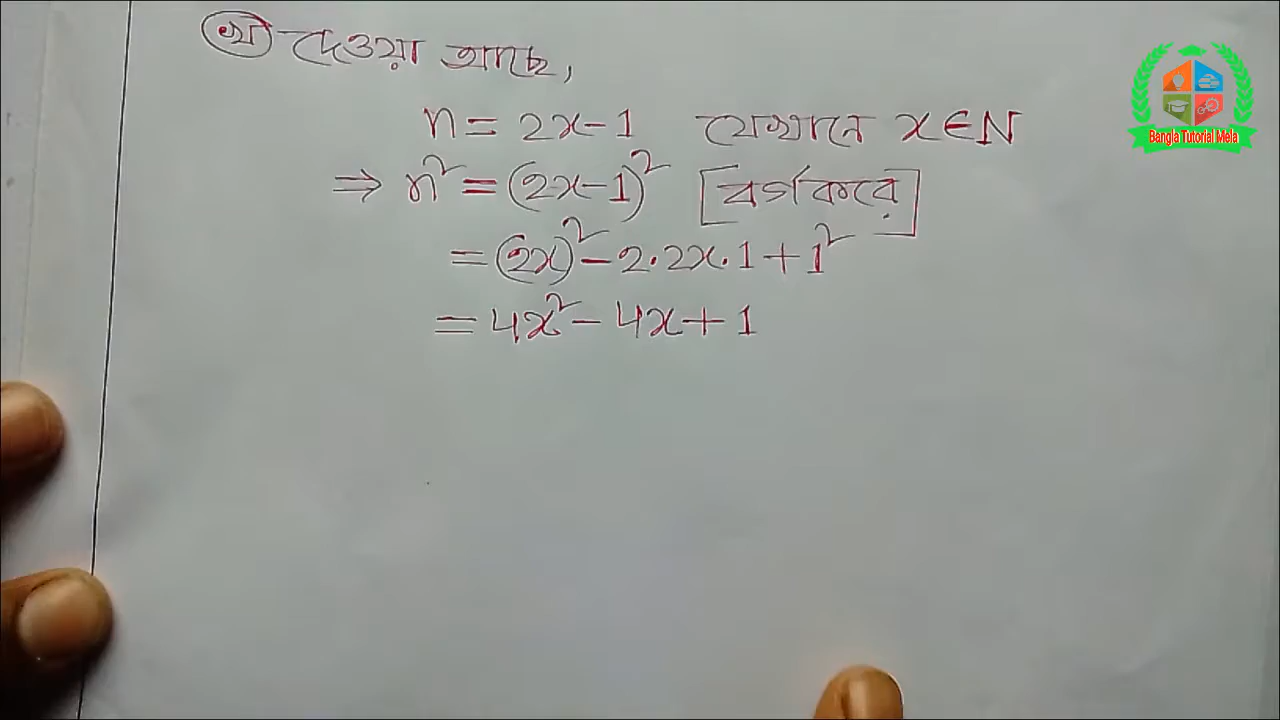 (খ) দেওয়া আছে,
n = 2x-1 যেখানে x∈N
⇒ n² = (2x-1)² [বর্গ করে]
= (2x)² - 2·2x·1 + 1²
= 4x² - 4x + 1
Bangla Tutorial Mela